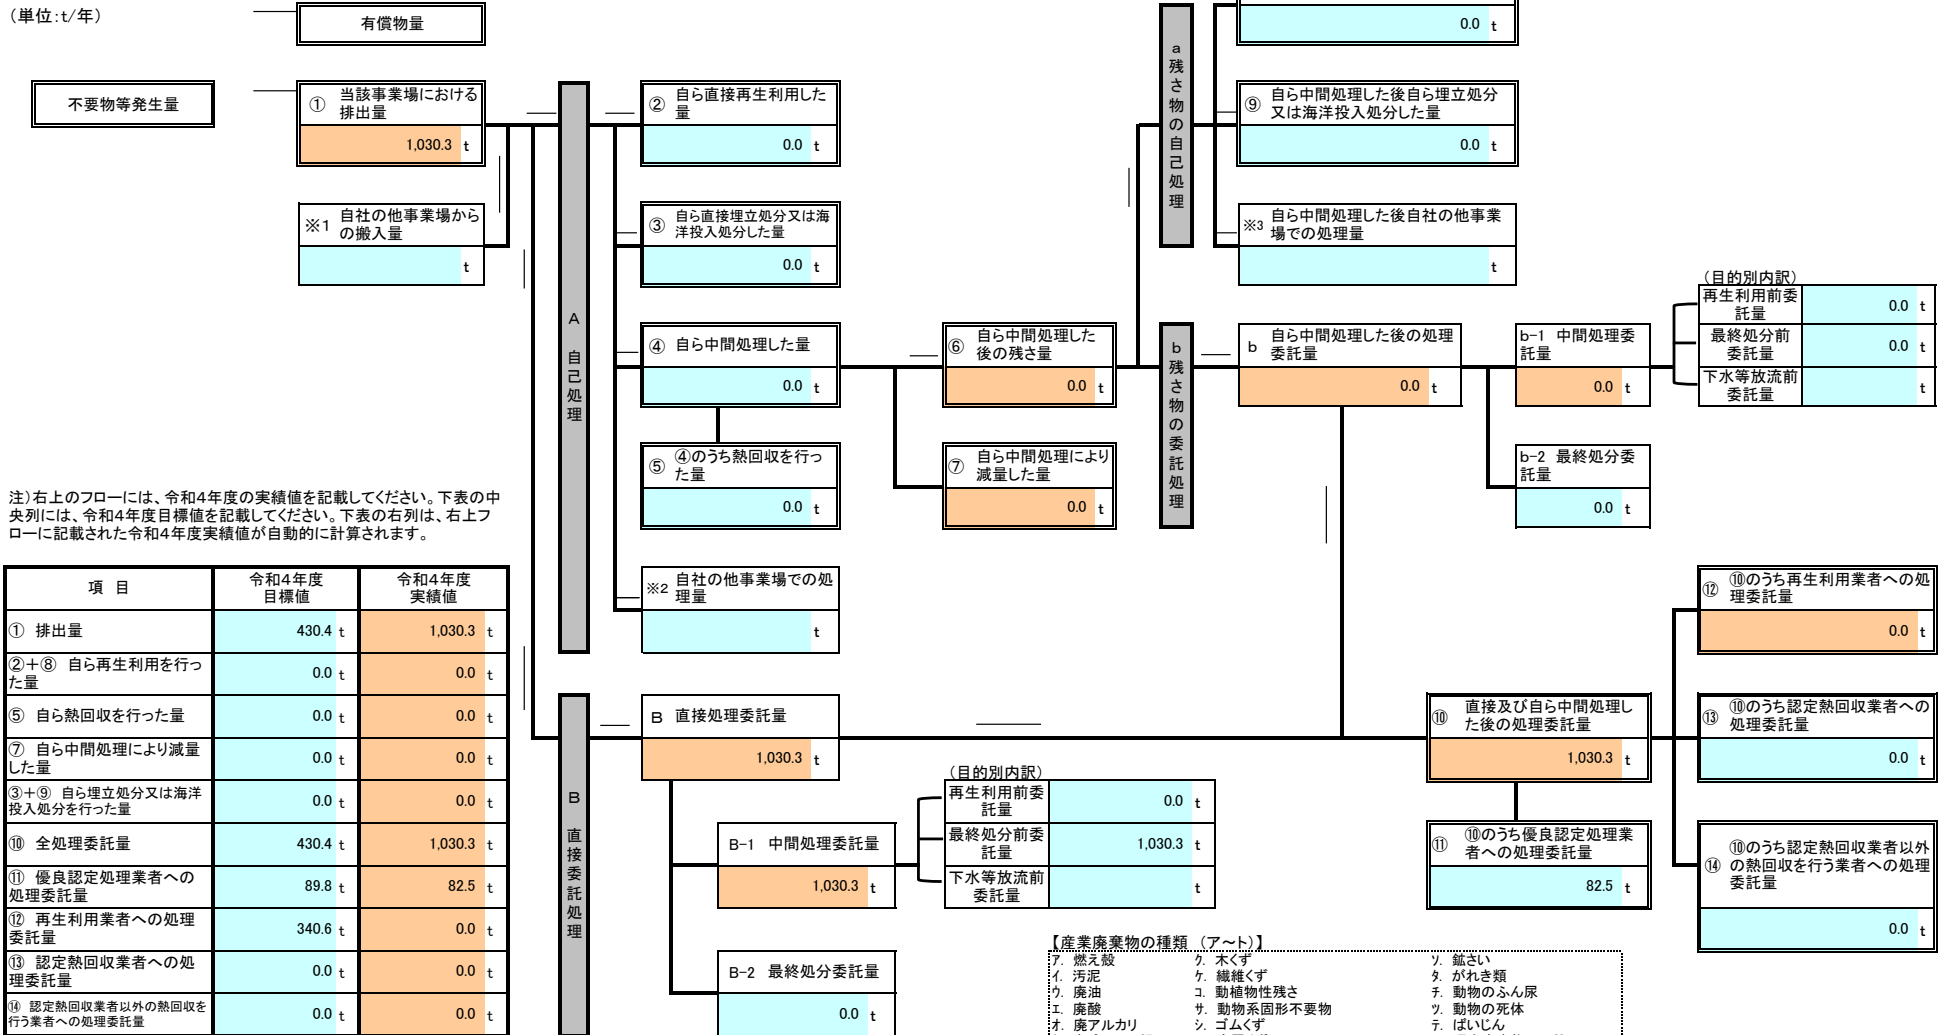 (単位:t/年)
有償物量
不要物等発生量
① 当該事業場における
排出量
1,030.3 t
※1 自社の他事業場から
の搬入量
t
A 自己処理
② 自ら直接再生利用した
量
0.0 t
③ 自ら直接埋立処分又は海
洋投入処分した量
0.0 t
④ 自ら中間処理した量
0.0 t
⑤ ④のうち熱回収を行っ
た量
0.0 t
※2 自社の他事業場での処
理量
t
⑥ 自ら中間処理した
後の残さ量
0.0 t
⑦ 自ら中間処理により
減量した量
0.0 t
a 残さ物の自己処理
0.0 t
⑨ 自ら中間処理した後自ら埋立処分
又は海洋投入処分した量
0.0 t
※3 自ら中間処理した後自社の他事業
場での処理量
t
b 残さ物の委託処理
b 自ら中間処理した後の処理
委託量
0.0 t
b-1 中間処理委
託量
0.0 t
b-2 最終処分委
託量
0.0 t
(目的別内訳)
再生利用前委
託量
0.0 t
最終処分前
委託量
0.0 t
下水等放流前
委託量
t
注)右上のフローには、令和4年度の実績値を記載してください。下表の中
央列には、令和4年度目標値を記載してください。下表の右列は、右上フ
ローに記載された令和4年度実績値が自動的に計算されます。
項 目 令和4年度
目標値 令和4年度
実績値
① 排出量 430.4 t 1,030.3 t
②+⑧ 自ら再生利用を行っ
た量 0.0 t 0.0 t
⑤ 自ら熱回収を行った量 0.0 t 0.0 t
⑦ 自ら中間処理により減量
した量 0.0 t 0.0 t
③+⑨ 自ら埋立処分又は海洋
投入処分を行った量 0.0 t 0.0 t
⑩ 全処理委託量 430.4 t 1,030.3 t
⑪ 優良認定処理業者への
処理委託量 89.8 t 82.5 t
⑫ 再生利用業者への処理
委託量 340.6 t 0.0 t
⑬ 認定熱回収業者への処
理委託量 0.0 t 0.0 t
⑭ 認定熱回収業者以外の熱回収を
行う業者への処理委託量 0.0 t 0.0 t
B 直接委託処理
B 直接処理委託量
1,030.3 t
B-1 中間処理委託量
1,030.3 t
B-2 最終処分委託量
0.0 t
(目的別内訳)
再生利用前委
託量
0.0 t
最終処分前委
託量
1,030.3 t
下水等放流前
委託量
t
⑩ 直接及び自ら中間処理し
た後の処理委託量
1,030.3 t
⑪ ⑩のうち優良認定処理業
者への処理委託量
82.5 t
⑫ ⑩のうち再生利用業者への処
理委託量
0.0 t
⑬ ⑩のうち認定熱回収業者への
処理委託量
0.0 t
⑭ ⑩のうち認定熱回収業者以外
の熱回収を行う業者への処理
委託量
0.0 t
【産業廃棄物の種類 (ア~ト)】
ア. 燃え殻 ク. 木くず ソ. 鉱さい
イ. 汚泥 ケ. 繊維くず タ. がれき類
ウ. 廃油 コ. 動植物性残さ チ. 動物のふん尿
エ. 廃酸 サ. 動物系固形不要物 ツ. 動物の死体
オ. 廃アルカリ シ. ゴムくず テ. ばいじん